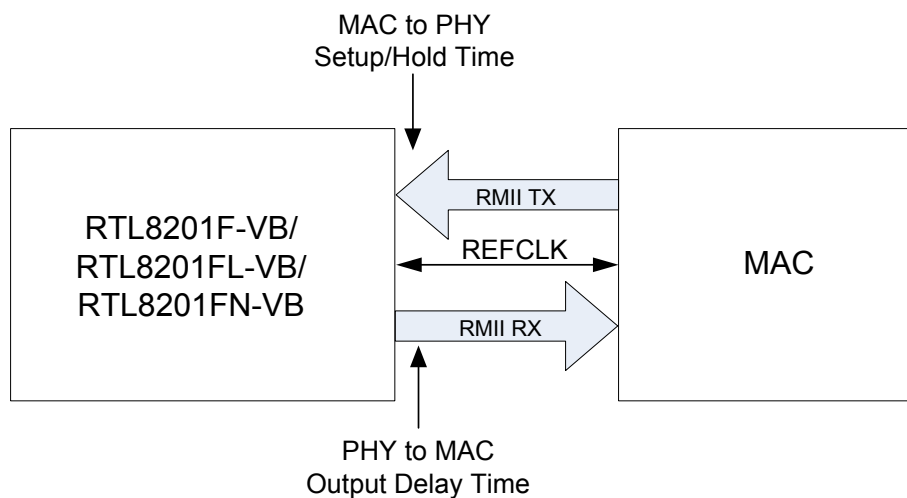 MAC to PHY
Setup/Hold Time
RMII TX
RTL8201F-VB/
RTL8201FL-VB/
RTL8201FN-VB
REFCLK
MAC
RMII RX
PHY to MAC
Output Delay Time